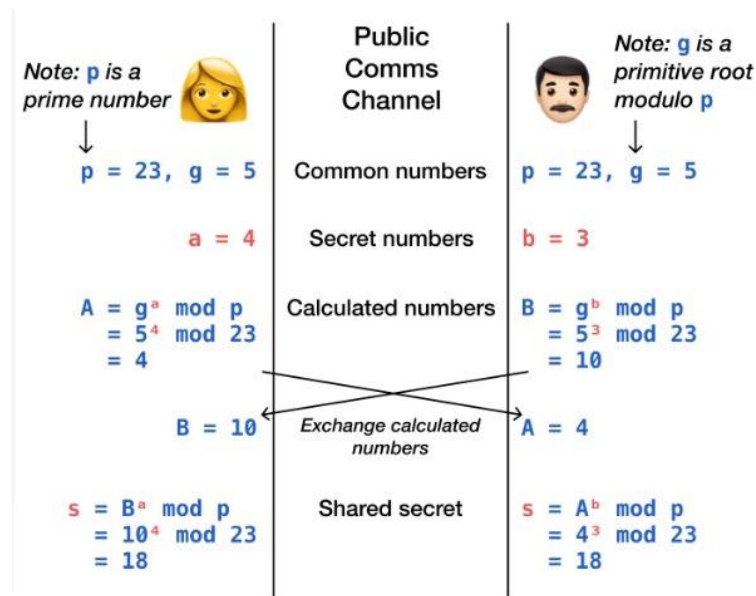 Public
Comms
Channel
Note: p is a
prime number
Note: g is a
primitive root
modulo p
p = 23, g = 5
Common numbers
p = 23, g = 5
a = 4
Secret numbers
b = 3
A = gᵃ mod p
= 5⁴ mod 23
= 4
Calculated numbers
B = gᵇ mod p
= 5³ mod 23
= 10
B = 10
Exchange calculated
numbers
A = 4
s = Bᵃ mod p
= 10⁴ mod 23
= 18
Shared secret
s = Aᵇ mod p
= 4³ mod 23
= 18